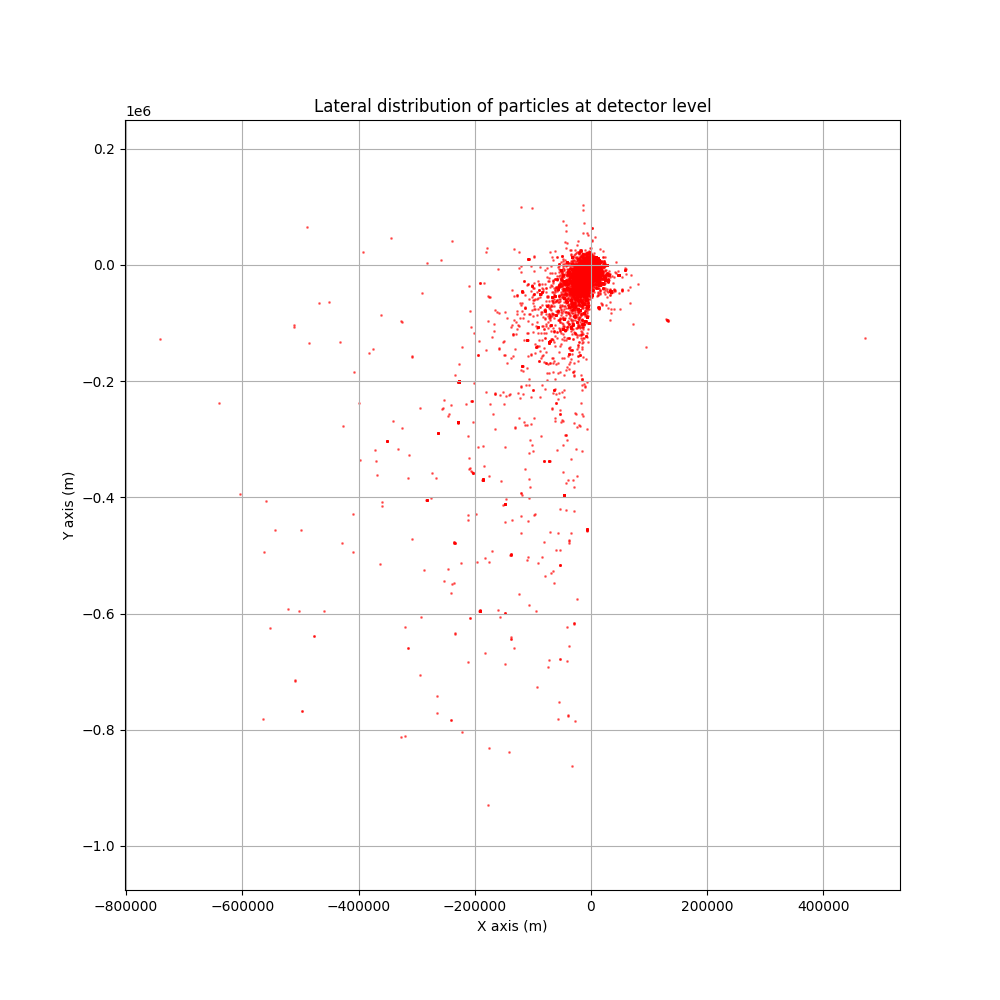 Lateral distribution of particles at detector level
1e6
0.2
0.0
−0.2
−0.4
−0.6
−0.8
−1.0
Y axis (m)
−800000 −600000 −400000 −200000 0 200000 400000
X axis (m)